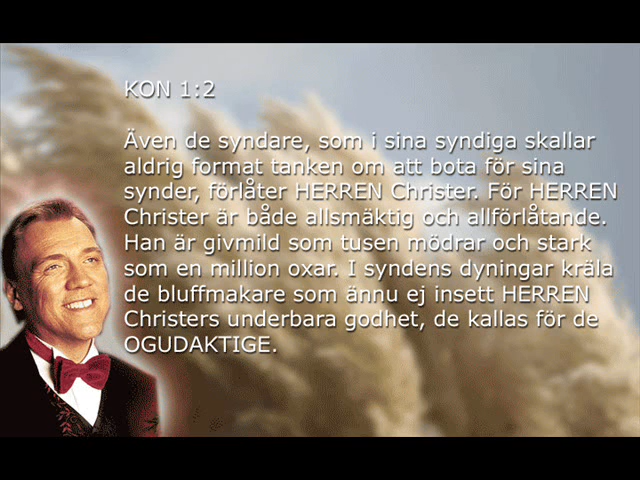 KON 1:2
Även de syndare, som i sina syndiga skallar
aldrig format tanken om att bota för sina
synder, förlåter HERREN Christer. För HERREN
Christer är både allsmäktig och allförlåtande.
Han är givmild som tusen mödrar och stark
som en million oxar. I syndens dyningar kräla
de bluffmakare som ännu ej insett HERREN
Christers underbara godhet, de kallas för de
OGUDAKTIGE.